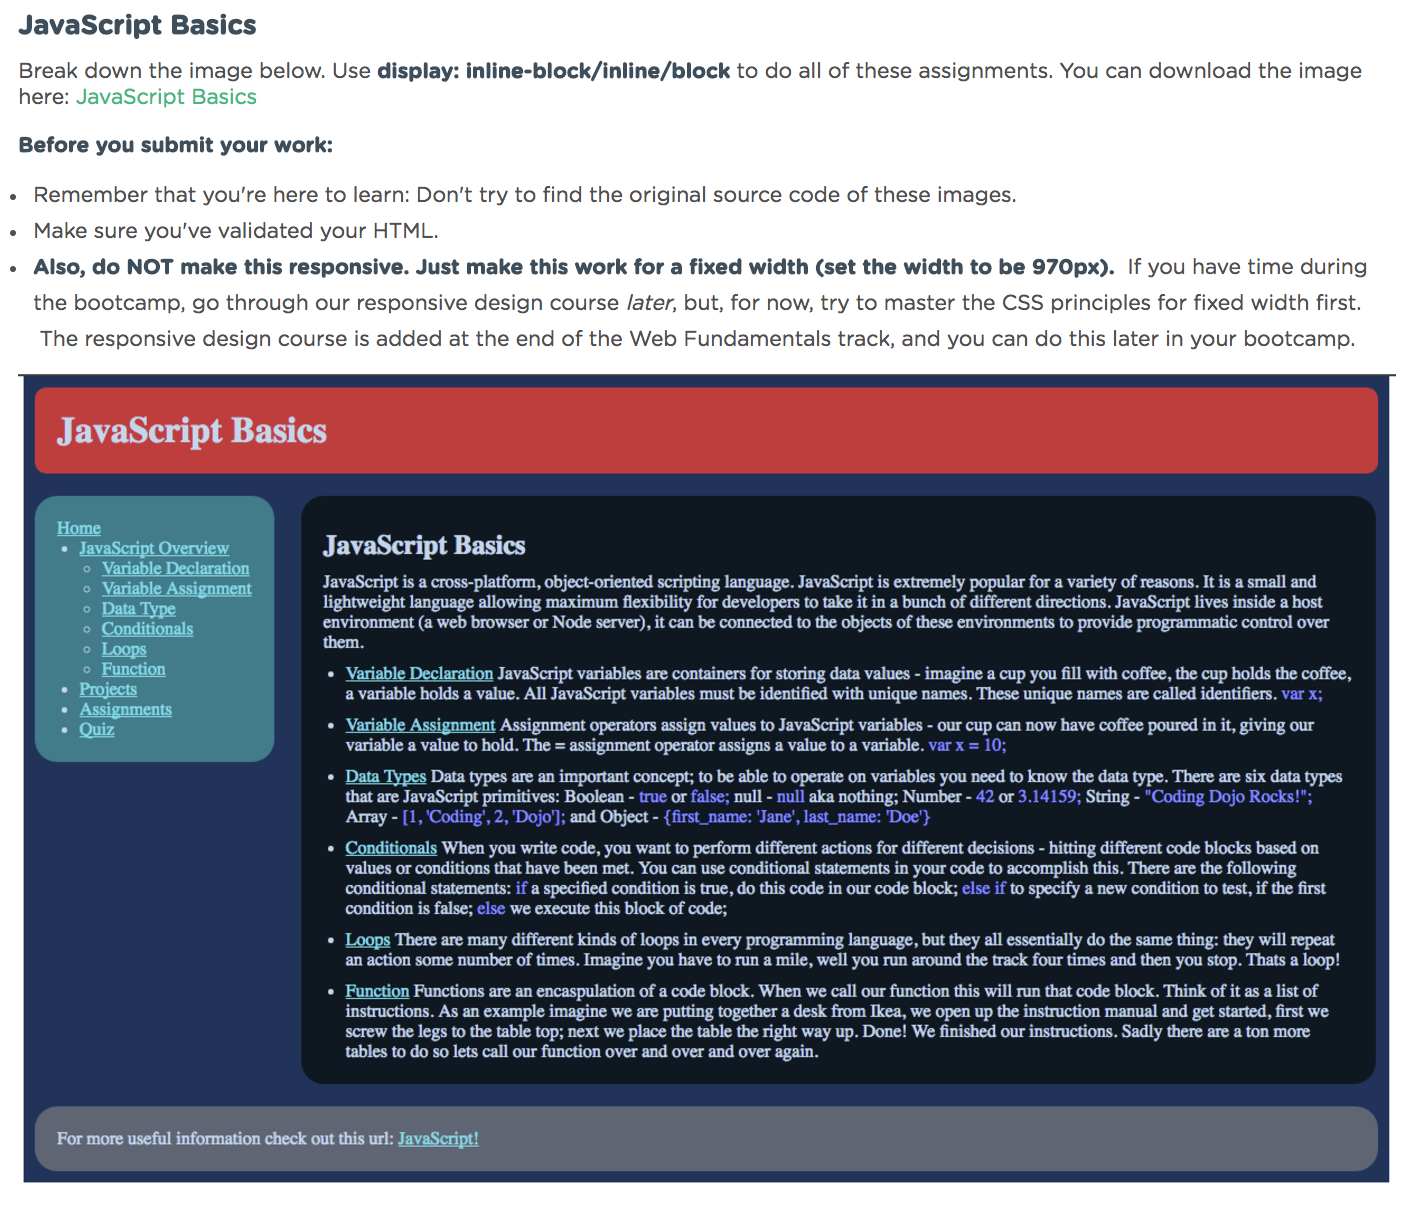 JavaScript Basics
Break down the image below. Use display: inline-block/inline/block to do all of these assignments. You can download the image
here: JavaScript Basics
Before you submit your work:
Remember that you're here to learn: Don't try to find the original source code of these images.
Make sure you've validated your HTML.
Also, do NOT make this responsive. Just make this work for a fixed width (set the width to be 970px).  If you have time during
the bootcamp, go through our responsive design course later, but, for now, try to master the CSS principles for fixed width first.
The responsive design course is added at the end of the Web Fundamentals track, and you can do this later in your bootcamp.
JavaScript Basics
Home
JavaScript Overview
Variable Declaration
Variable Assignment
Data Type
Conditionals
Loops
Function
Projects
Assignments
Quiz
JavaScript Basics
JavaScript is a cross-platform, object-oriented scripting language. JavaScript is extremely popular for a variety of reasons. It is a small and
lightweight language allowing maximum flexibility for developers to take it in a bunch of different directions. JavaScript lives inside a host
environment (a web browser or Node server), it can be connected to the objects of these environments to provide programmatic control over
them.
Variable Declaration JavaScript variables are containers for storing data values - imagine a cup you fill with coffee, the cup holds the coffee,
a variable holds a value. All JavaScript variables must be identified with unique names. These unique names are called identifiers. var x;
Variable Assignment Assignment operators assign values to JavaScript variables - our cup can now have coffee poured in it, giving our
variable a value to hold. The = assignment operator assigns a value to a variable. var x = 10;
Data Types Data types are an important concept; to be able to operate on variables you need to know the data type. There are six data types
that are JavaScript primitives: Boolean - true or false; null - null aka nothing; Number - 42 or 3.14159; String - "Coding Dojo Rocks!";
Array - [1, 'Coding', 2, 'Dojo']; and Object - {first_name: 'Jane', last_name: 'Doe'}
Conditionals When you write code, you want to perform different actions for different decisions - hitting different code blocks based on
values or conditions that have been met. You can use conditional statements in your code to accomplish this. There are the following
conditional statements: if a specified condition is true, do this code in our code block; else if to specify a new condition to test, if the first
condition is false; else we execute this block of code;
Loops There are many different kinds of loops in every programming language, but they all essentially do the same thing: they will repeat
an action some number of times. Imagine you have to run a mile, well you run around the track four times and then you stop. Thats a loop!
Function Functions are an encaspulation of a code block. When we call our function this will run that code block. Think of it as a list of
instructions. As an example imagine we are putting together a desk from Ikea, we open up the instruction manual and get started, first we
screw the legs to the table top; next we place the table the right way up. Done! We finished our instructions. Sadly there are a ton more
tables to do so lets call our function over and over and over again.
For more useful information check out this url: JavaScript!